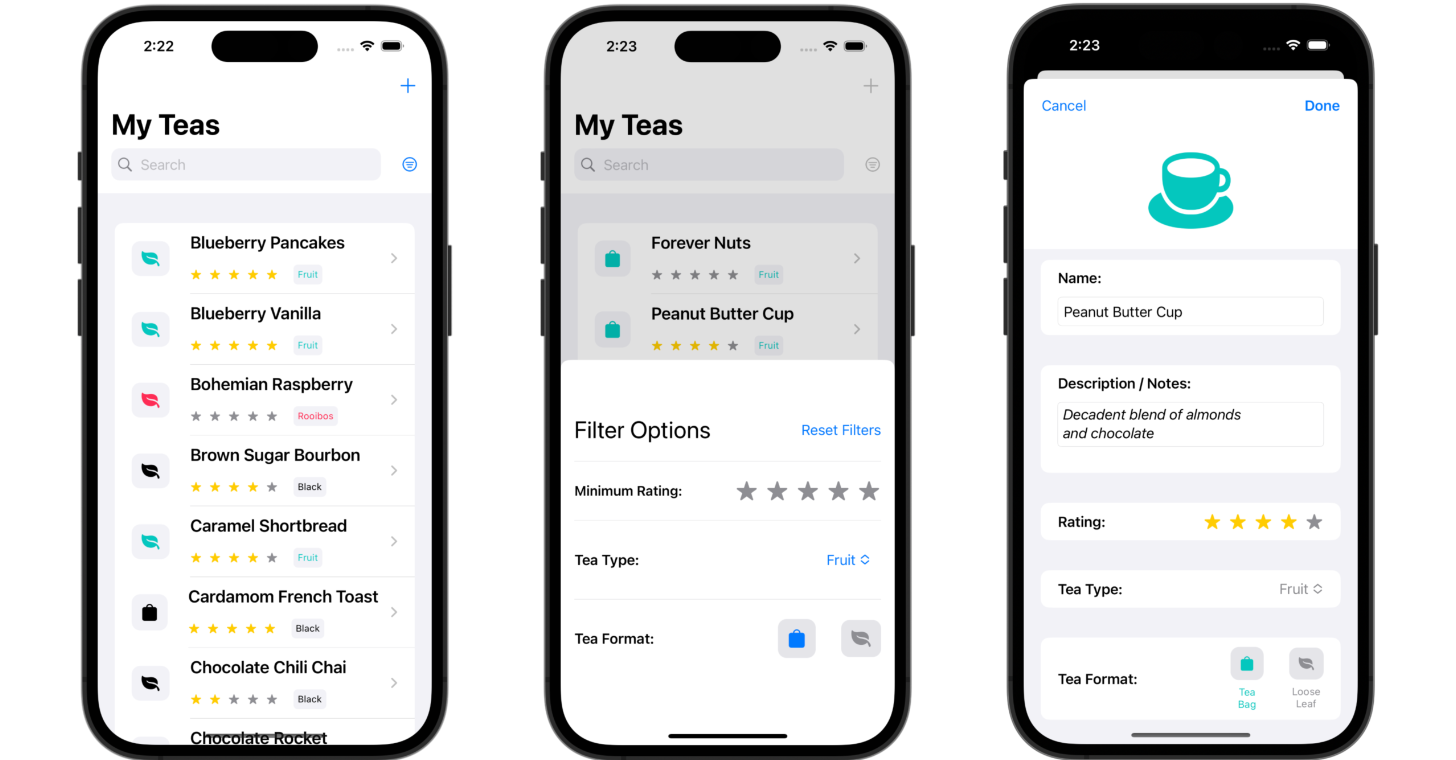 2:22
My Teas
Search
Blueberry Pancakes
Fruit
Blueberry Vanilla
Fruit
Bohemian Raspberry
Rooibos
Brown Sugar Bourbon
Black
Caramel Shortbread
Fruit
Cardamom French Toast
Black
Chocolate Chili Chai
Black
Chocolate Rocket
2:23
My Teas
Search
Forever Nuts
Fruit
Peanut Butter Cup
Fruit
Filter Options
Reset Filters
Minimum Rating:
Tea Type:
Fruit
Tea Format:
2:23
Cancel
Done
Name:
Peanut Butter Cup
Description / Notes:
Decadent blend of almonds
and chocolate
Rating:
Tea Type:
Fruit
Tea Format:
Tea
Bag
Loose
Leaf